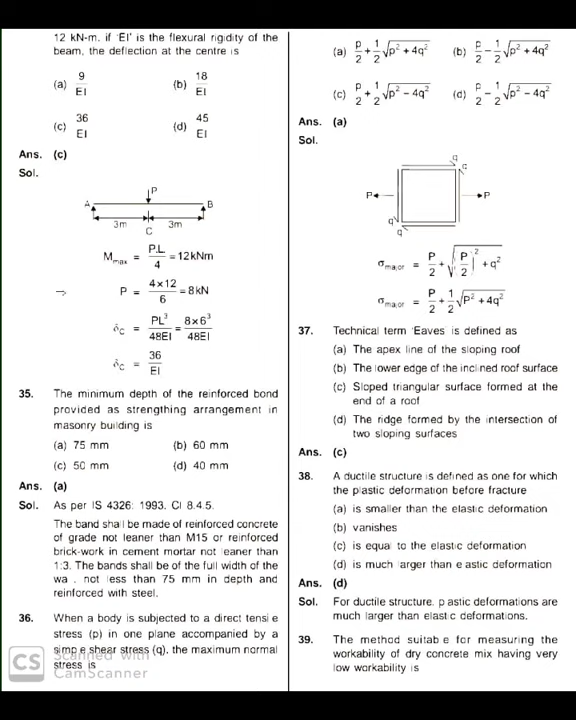 12 kN-m. if 'EI' is the flexural rigidity of the
beam, the deflection at the centre is
(a) 9/EI (b) 18/EI
(c) 36/EI (d) 45/EI
Ans. (c)
Sol.
P
A B
3m 3m
C
M_max = P.L./4 = 12kNm
⇒ P = 4×12/6 = 8kN
δ_C = PL³/48EI = 8×6³/48EI
δ_C = 36/EI
35. The minimum depth of the reinforced bond
provided as strengthing arrangement in
masonry building is
(a) 75 mm (b) 60 mm
(c) 50 mm (d) 40 mm
Ans. (a)
Sol. As per IS 4326: 1993. Cl 8.4.5.
The band shall be made of reinforced concrete
of grade not leaner than M15 or reinforced
brick-work in cement mortar not leaner than
1:3. The bands shall be of the full width of the
wa . not less than 75 mm in depth and
reinforced with steel.
36. When a body is subjected to a direct tensi e
stress (p) in one plane accompanied by a
simp e shear stress (q), the maximum normal
stress is
CS Scanned with
CamScanner
(a) p/2 + 1/2 √(p² + 4q²) (b) p/2 − 1/2 √(p² + 4q²)
(c) p/2 + 1/2 √(p² − 4q²) (d) p/2 − 1/2 √(p² − 4q²)
Ans. (a)
Sol.
q
q
P P
q
q
σ_major = P/2 + √((P/2)² + q²)
σ_major = P/2 + 1/2 √(P² + 4q²)
37. Technical term 'Eaves' is defined as
(a) The apex line of the sloping roof
(b) The lower edge of the inclined roof surface
(c) Sloped triangular surface formed at the
end of a roof
(d) The ridge formed by the intersection of
two sloping surfaces
Ans. (c)
38. A ductile structure is defined as one for which
the plastic deformation before fracture
(a) is smaller than the elastic deformation
(b) vanishes
(c) is equal to the elastic deformation
(d) is much larger than e astic deformation
Ans. (d)
Sol. For ductile structure. p astic deformations are
much larger than elastic deformations.
39. The method suitab e for measuring the
workability of dry concrete mix having very
low workability is